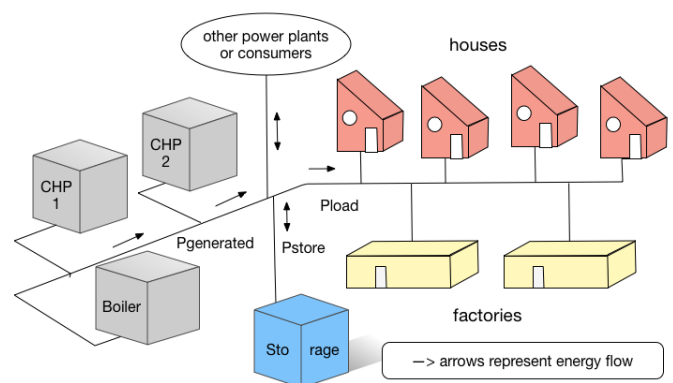 other power plants
or consumers
houses
CHP
2
CHP
1
Pload
Pgenerated
Pstore
Boiler
Sto rage
factories
—> arrows represent energy flow